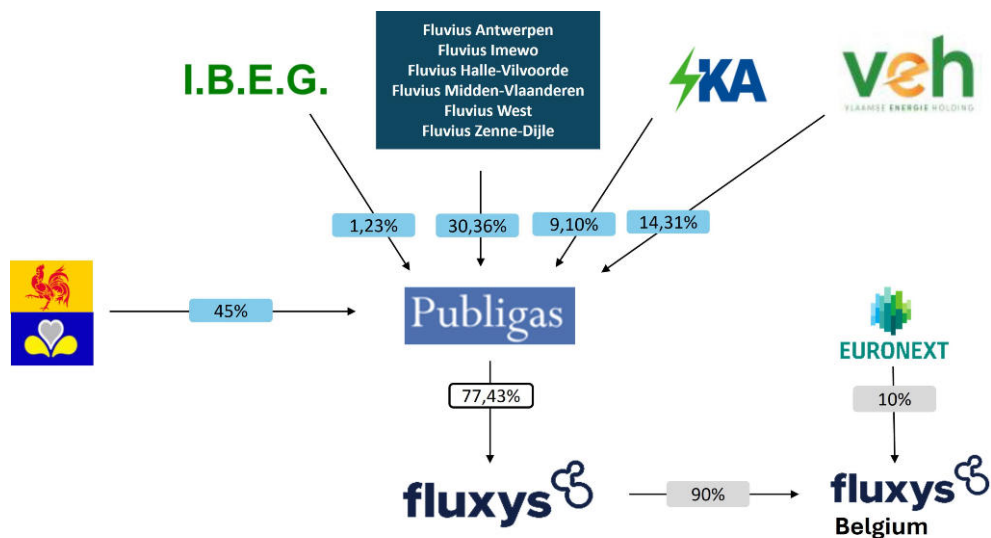 I.B.E.G.
Fluvius Antwerpen
Fluvius Imewo
Fluvius Halle-Vilvoorde
Fluvius Midden-Vlaanderen
Fluvius West
Fluvius Zenne-Dijle
KA
veh
VLAAMSE ENERGIE HOLDING
1,23%
30,36%
9,10%
14,31%
45%
Publigas
EURONEXT
77,43%
10%
fluxys
90%
fluxys
Belgium